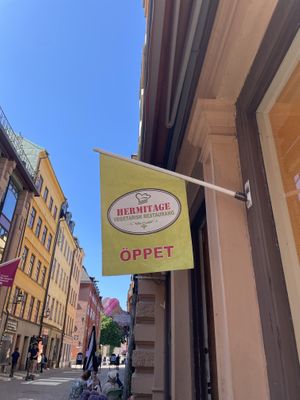 HERMITAGE
VEGETARISK RESTAURANG
ÖPPET